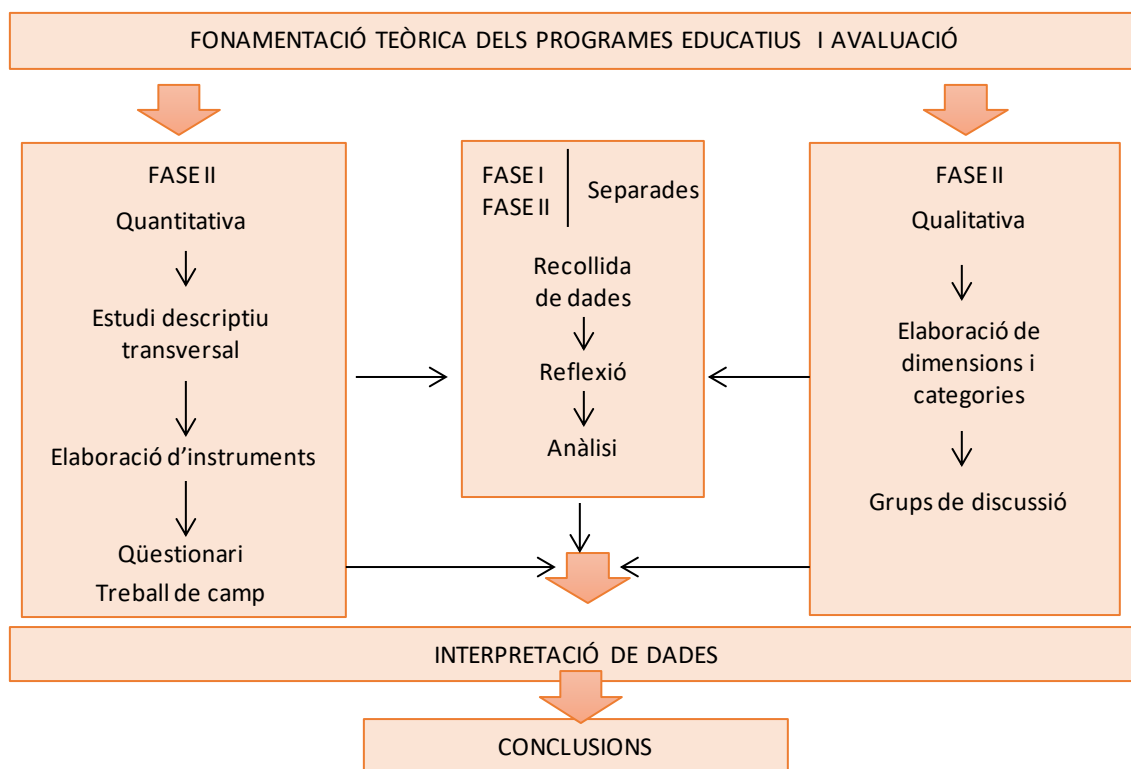 FONAMENTACIÓ TEÒRICA DELS PROGRAMES EDUCATIUS I AVALUACIÓ
FASE II
Quantitativa
Estudi descriptiu
transversal
Elaboració d'instruments
Qüestionari
Treball de camp
FASE I
FASE II
Separades
Recollida
de dades
Reflexió
Anàlisi
FASE II
Qualitativa
Elaboració de
dimensions i
categories
Grups de discussió
INTERPRETACIÓ DE DADES
CONCLUSIONS